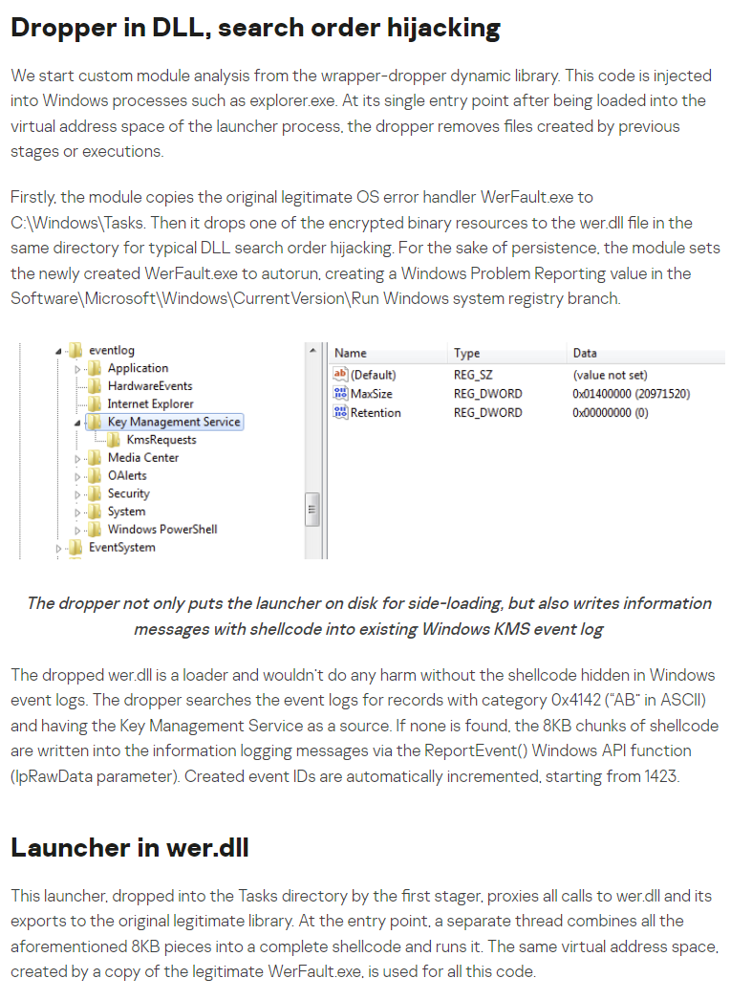 Dropper in DLL, search order hijacking
We start custom module analysis from the wrapper-dropper dynamic library. This code is injected
into Windows processes such as explorer.exe. At its single entry point after being loaded into the
virtual address space of the launcher process, the dropper removes files created by previous
stages or executions.
Firstly, the module copies the original legitimate OS error handler WerFault.exe to
C:\Windows\Tasks. Then it drops one of the encrypted binary resources to the wer.dll file in the
same directory for typical DLL search order hijacking. For the sake of persistence, the module sets
the newly created WerFault.exe to autorun, creating a Windows Problem Reporting value in the
Software\Microsoft\Windows\CurrentVersion\Run Windows system registry branch.
eventlog
Application
HardwareEvents
Internet Explorer
Key Management Service
KmsRequests
Media Center
OAlerts
Security
System
Windows PowerShell
EventSystem
Name Type Data
(Default) REG_SZ (value not set)
MaxSize REG_DWORD 0x01400000 (20971520)
Retention REG_DWORD 0x00000000 (0)
The dropper not only puts the launcher on disk for side-loading, but also writes information
messages with shellcode into existing Windows KMS event log
The dropped wer.dll is a loader and wouldn't do any harm without the shellcode hidden in Windows
event logs. The dropper searches the event logs for records with category 0x4142 ("AB" in ASCII)
and having the Key Management Service as a source. If none is found, the 8KB chunks of shellcode
are written into the information logging messages via the ReportEvent() Windows API function
(lpRawData parameter). Created event IDs are automatically incremented, starting from 1423.
Launcher in wer.dll
This launcher, dropped into the Tasks directory by the first stager, proxies all calls to wer.dll and its
exports to the original legitimate library. At the entry point, a separate thread combines all the
aforementioned 8KB pieces into a complete shellcode and runs it. The same virtual address space,
created by a copy of the legitimate WerFault.exe, is used for all this code.